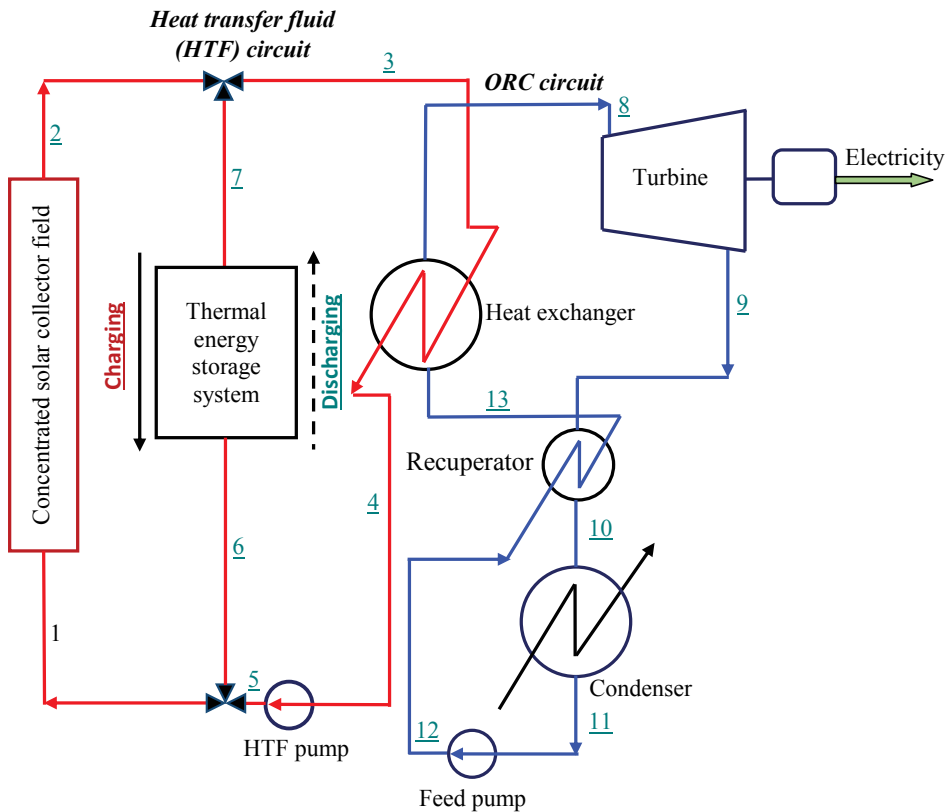 Heat transfer fluid
(HTF) circuit
3
ORC circuit
8
2
Electricity
Turbine
7
Concentrated solar collector field
Charging
Thermal
energy
storage
system
Discharging
Heat exchanger
9
13
Recuperator
4
10
6
1
Condenser
5
12
11
HTF pump
Feed pump